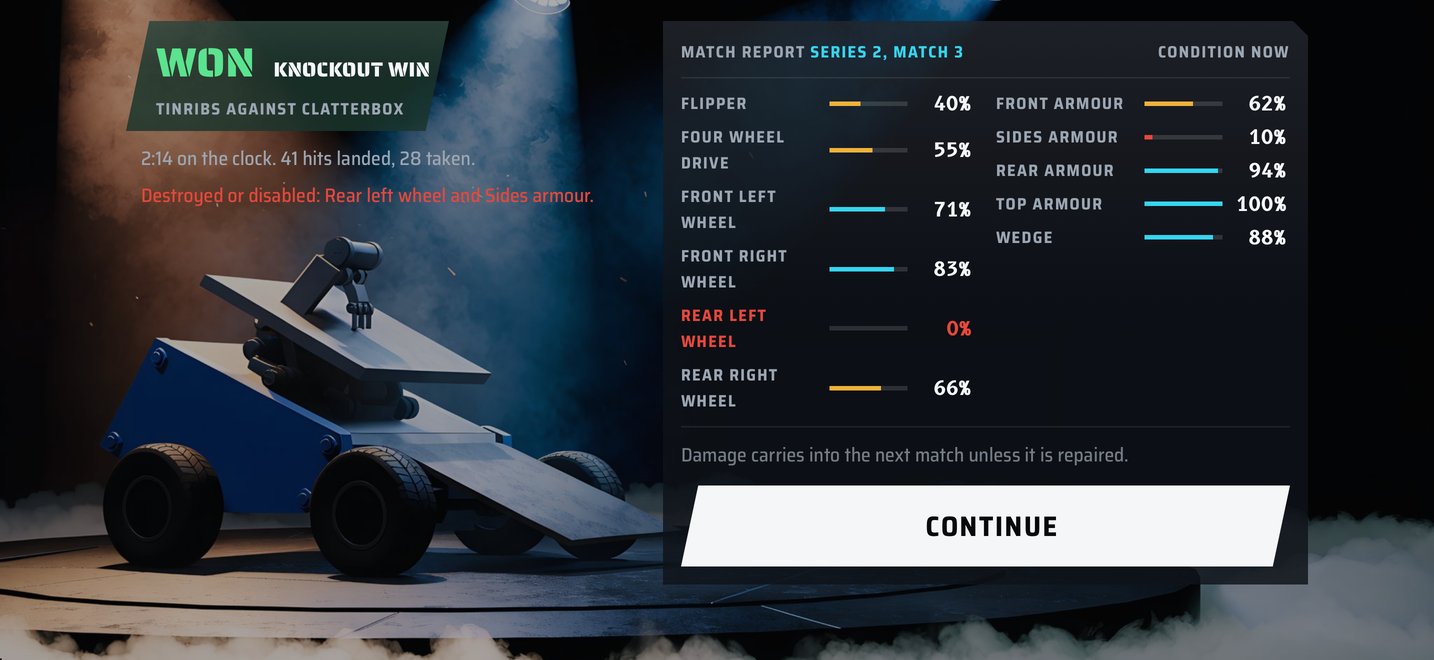 WON KNOCKOUT WIN
TINRIBS AGAINST CLATTERBOX
2:14 on the clock. 41 hits landed, 28 taken.
Destroyed or disabled: Rear left wheel and Sides armour.
MATCH REPORT SERIES 2, MATCH 3
CONDITION NOW
FLIPPER 40%
FOUR WHEEL
DRIVE 55%
FRONT LEFT
WHEEL 71%
FRONT RIGHT
WHEEL 83%
REAR LEFT
WHEEL 0%
REAR RIGHT
WHEEL 66%
FRONT ARMOUR 62%
SIDES ARMOUR 10%
REAR ARMOUR 94%
TOP ARMOUR 100%
WEDGE 88%
Damage carries into the next match unless it is repaired.
CONTINUE